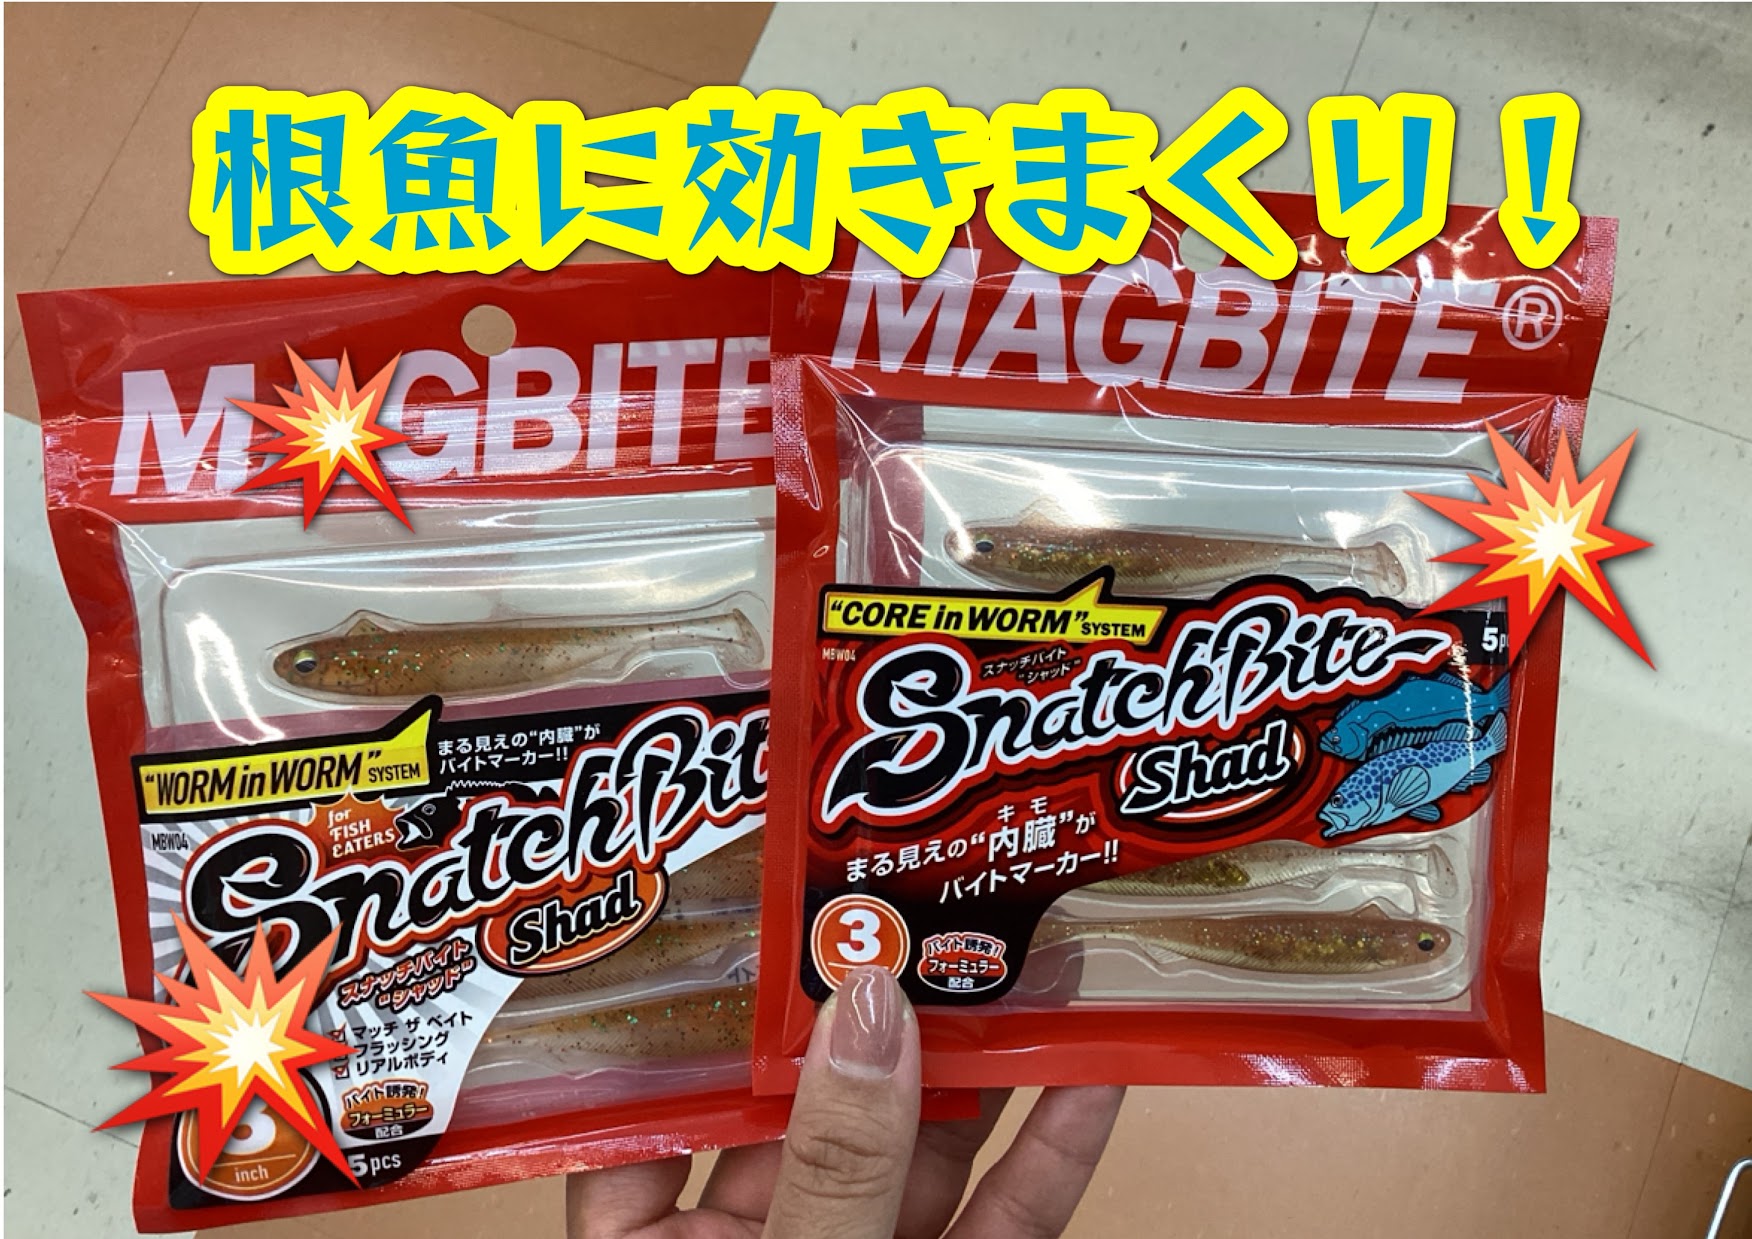 根魚に効きまくり!
MAGBITE
"WORM in WORM" SYSTEM
まる見えの"内臓"が
バイトマーカー!!
MBW04
for
FISH
EATERS
SnatchBit
Shad
スナッチバイト
"シャッド"
マッチ ザ ベイト
フラッシング
リアルボディ
バイト誘発!
フォーミュラー
配合
inch
5pcs
MAGBITE®
"CORE in WORM" SYSTEM
MBW04
スナッチバイト
"シャッド"
SnatchBite
Shad
キモ
まる見えの"内臓"が
バイトマーカー!!
3
バイト誘発!
フォーミュラー
配合